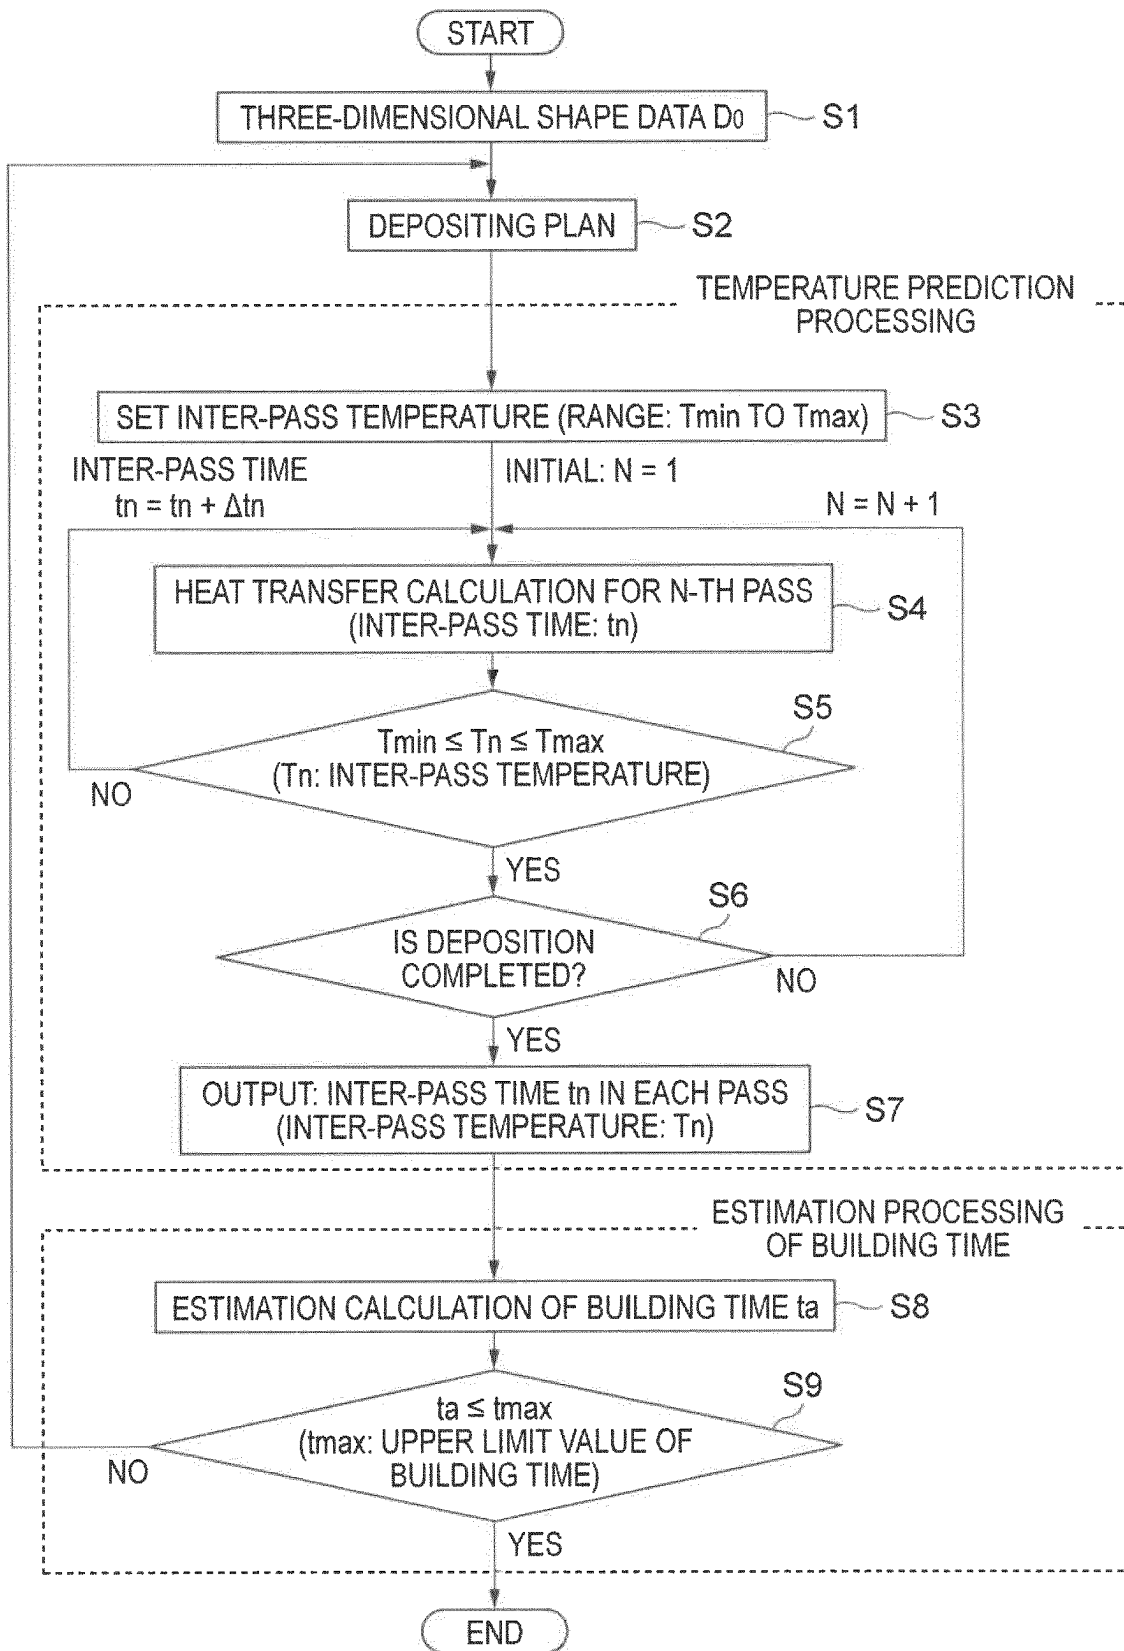 START
THREE-DIMENSIONAL SHAPE DATA D0
S1
DEPOSITING PLAN
S2
TEMPERATURE PREDICTION
PROCESSING
SET INTER-PASS TEMPERATURE (RANGE: Tmin TO Tmax)
S3
INTER-PASS TIME
tn = tn + Δtn
INITIAL: N = 1
N = N + 1
HEAT TRANSFER CALCULATION FOR N-TH PASS
(INTER-PASS TIME: tn)
S4
S5
Tmin ≤ Tn ≤ Tmax
(Tn: INTER-PASS TEMPERATURE)
NO
YES
S6
IS DEPOSITION
COMPLETED?
NO
YES
OUTPUT: INTER-PASS TIME tn IN EACH PASS
(INTER-PASS TEMPERATURE: Tn)
S7
ESTIMATION PROCESSING
OF BUILDING TIME
ESTIMATION CALCULATION OF BUILDING TIME ta
S8
S9
ta ≤ tmax
(tmax: UPPER LIMIT VALUE OF
BUILDING TIME)
NO
YES
END